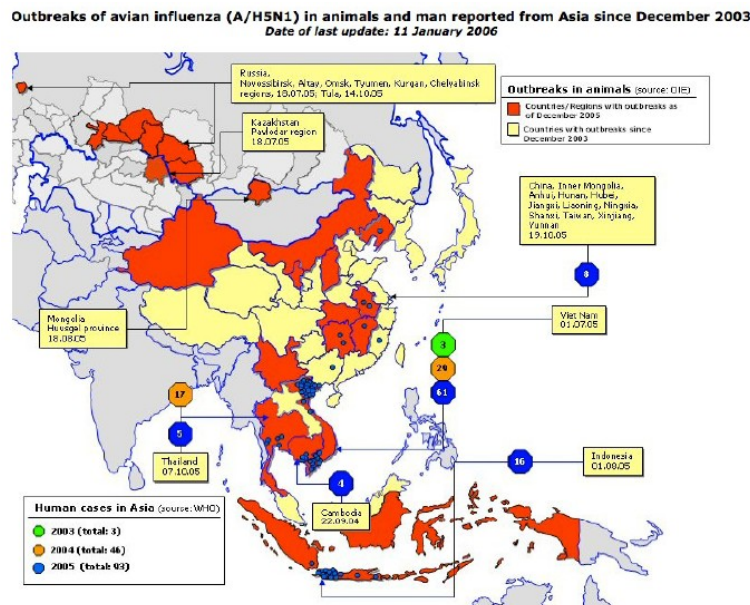 Outbreaks of avian influenza (A/H5N1) in animals and man reported from Asia since December 2003
Date of last update: 11 January 2006
Russia,
Novossibirsk, Altay, Omsk, Tyumen, Kurgan, Chelyabinsk
regions, 18.07.05; Tula, 14.10.05
Outbreaks in animals (source: OIE)
Countries/Regions with outbreaks as
of December 2005
Countries with outbreaks since
December 2003
Kazakhstan
Pavlodar region
18.07.05
China, Inner Mongolia,
Anhui, Hunan, Hubei,
Jiangxi, Liaoning, Ningxia,
Shanxi, Taiwan, Xinjiang,
Yunnan
19.10.05
8
Mongolia
Huvsgel province
18.08.05
Viet Nam
01.07.05
3
29
61
17
5
Thailand
07.10.05
16
Indonesia
01.08.05
4
Cambodia
22.09.04
Human cases in Asia (source: WHO)
2003 (total: 3)
2004 (total: 46)
2005 (total: 93)